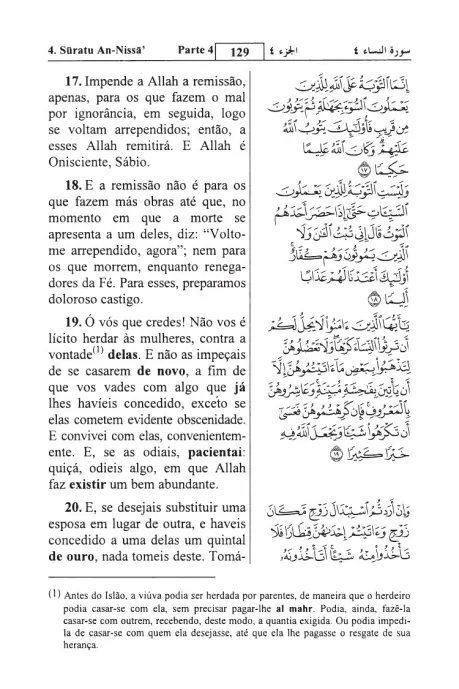 4. Sūratu An-Nissā’ Parte 4 129 الجزء ٤ سورة النساء ٤
17. Impende a Allah a remissão,
apenas, para os que fazem o mal
por ignorância, em seguida, logo
se voltam arrependidos; então, a
esses Allah remitirá. E Allah é
Onisciente, Sábio.
18. E a remissão não é para os
que fazem más obras até que, no
momento em que a morte se
apresenta a um deles, diz: “Volto-
me arrependido, agora”; nem para
os que morrem, enquanto renega-
dores da Fé. Para esses, preparamos
doloroso castigo.
19. Ó vós que credes! Não vos é
lícito herdar às mulheres, contra a
vontade(1) delas. E não as impeçais
de se casarem de novo, a fim de
que vos vades com algo que já
lhes havíeis concedido, exceto se
elas cometem evidente obscenidade.
E convivei com elas, convenientem-
ente. E, se as odiais, pacientai:
quiçá, odieis algo, em que Allah
faz existir um bem abundante.
20. E, se desejais substituir uma
esposa em lugar de outra, e haveis
concedido a uma delas um quintal
de ouro, nada tomeis deste. Tomá-
إِنَّمَا التَّوْبَةُ عَلَى اللَّهِ لِلَّذِينَ
يَعْمَلُونَ السُّوءَ بِجَهَالَةٍ ثُمَّ يَتُوبُونَ
مِن قَرِيبٍ فَأُولَٰئِكَ يَتُوبُ اللَّهُ
عَلَيْهِمْ وَكَانَ اللَّهُ عَلِيمًا
حَكِيمًا ١٧
وَلَيْسَتِ التَّوْبَةُ لِلَّذِينَ يَعْمَلُونَ
السَّيِّئَاتِ حَتَّىٰ إِذَا حَضَرَ أَحَدَهُمُ
الْمَوْتُ قَالَ إِنِّي تُبْتُ الْآنَ وَلَا
الَّذِينَ يَمُوتُونَ وَهُمْ كُفَّارٌ
أُولَٰئِكَ أَعْتَدْنَا لَهُمْ عَذَابًا
أَلِيمًا ١٨
يَا أَيُّهَا الَّذِينَ ءَامَنُوا لَا يَحِلُّ لَكُمْ
أَن تَرِثُوا النِّسَاءَ كَرْهًا وَلَا تَعْضُلُوهُنَّ
لِتَذْهَبُوا بِبَعْضِ مَا ءَاتَيْتُمُوهُنَّ إِلَّا
أَن يَأْتِينَ بِفَاحِشَةٍ مُّبَيِّنَةٍ وَعَاشِرُوهُنَّ
بِالْمَعْرُوفِ فَإِن كَرِهْتُمُوهُنَّ فَعَسَىٰ
أَن تَكْرَهُوا شَيْئًا وَيَجْعَلَ اللَّهُ فِيهِ
خَيْرًا كَثِيرًا ١٩
وَإِنْ أَرَدتُّمُ اسْتِبْدَالَ زَوْجٍ مَّكَانَ
زَوْجٍ وَءَاتَيْتُمْ إِحْدَاهُنَّ قِنطَارًا فَلَا
تَأْخُذُوا مِنْهُ شَيْئًا أَتَأْخُذُونَهُ
(1) Antes do Islão, a viúva podia ser herdada por parentes, de maneira que o herdeiro
podia casar-se com ela, sem precisar pagar-lhe al mahr. Podia, ainda, fazê-la
casar-se com outrem, recebendo, deste modo, a quantia exigida. Ou podia impedi-
la de casar-se com quem ela desejasse, até que ela lhe pagasse o resgate de sua
herança.